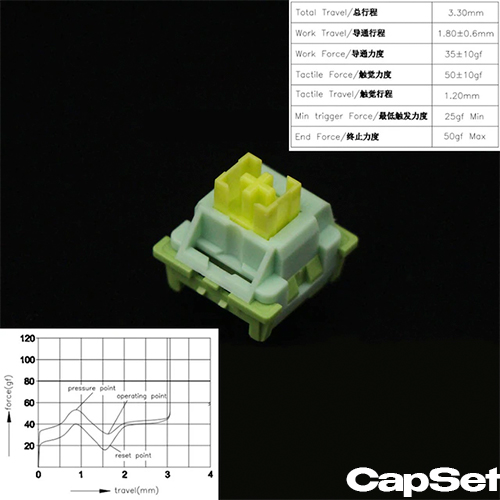 Total Travel/总行程 3.30mm
Work Travel/导通行程 1.80±0.6mm
Work Force/导通力度 35±10gf
Tactile Force/触觉力度 50±10gf
Tactile Travel/触觉行程 1.20mm
Min trigger Force/最低触发力度 25gf Min
End Force/终止力度 50gf Max
120
100
80
60
40
20
force(gf)
pressure point
operating point
reset point
0 1 2 3 4
travel(mm)
CapSet